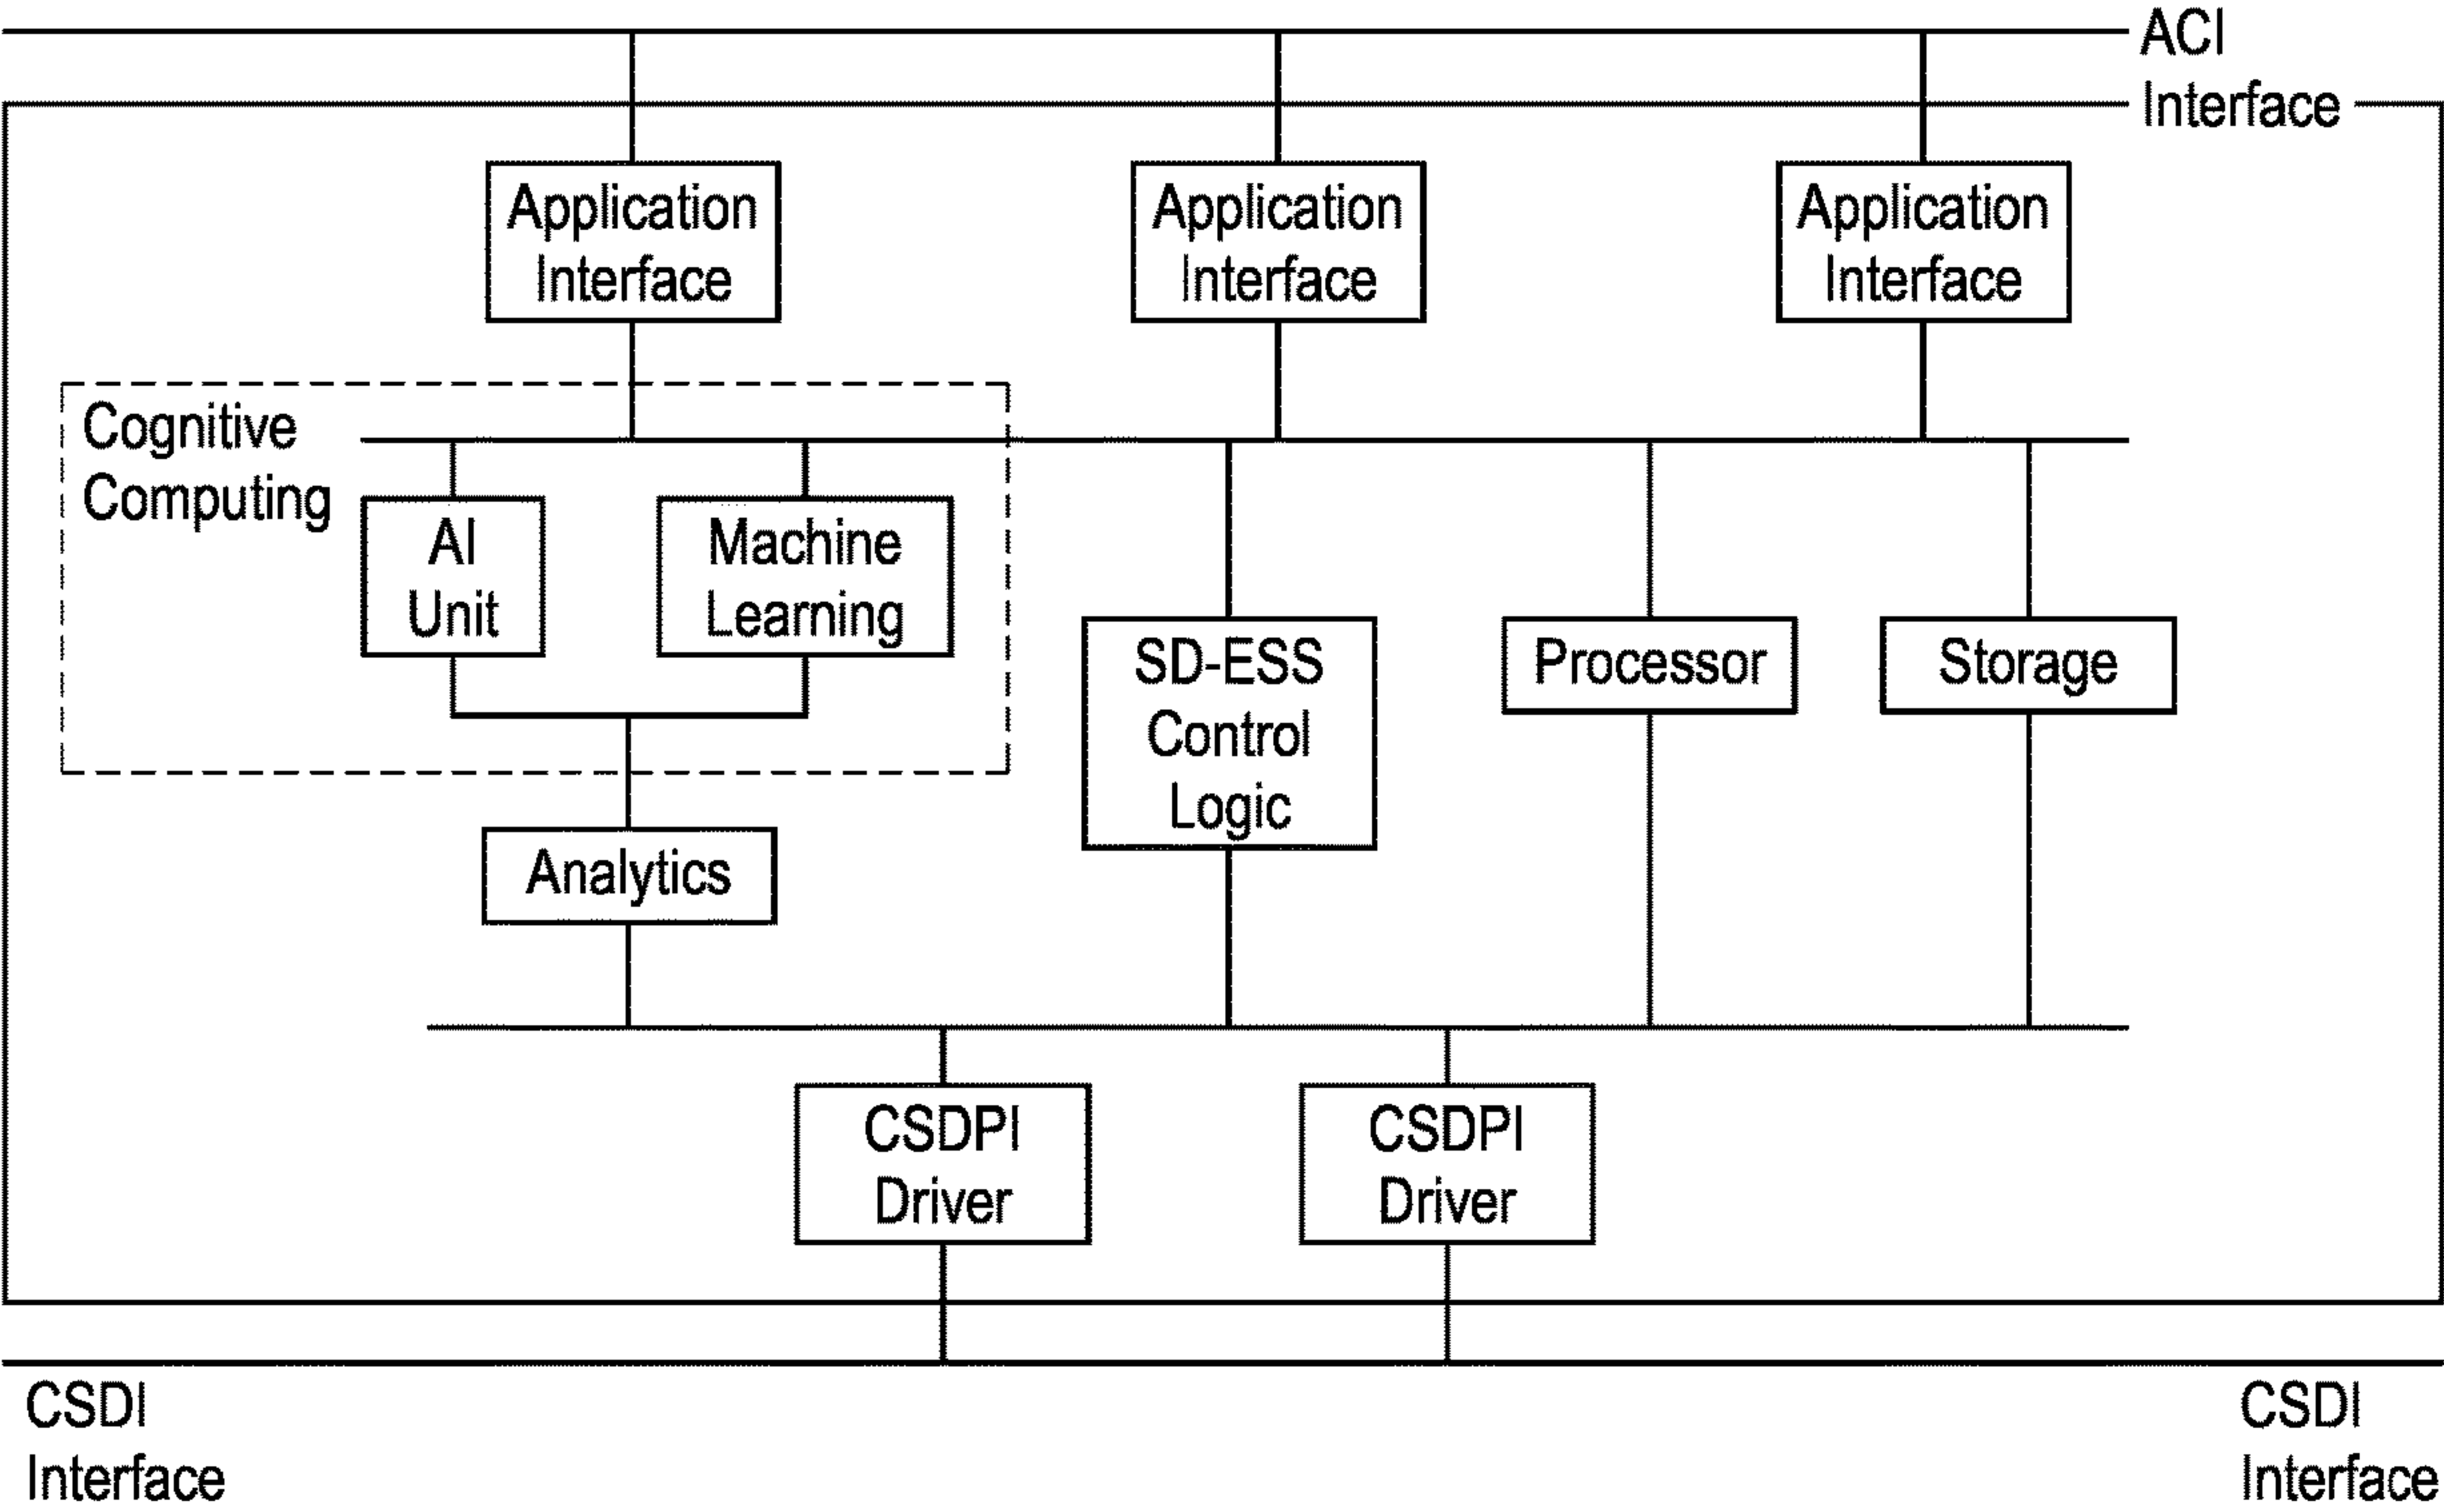 ACI
Interface
Application
Interface
Application
Interface
Application
Interface
Cognitive
Computing
AI
Unit
Machine
Learning
SD-ESS
Control
Logic
Processor
Storage
Analytics
CSDPI
Driver
CSDPI
Driver
CSDI
Interface
CSDI
Interface